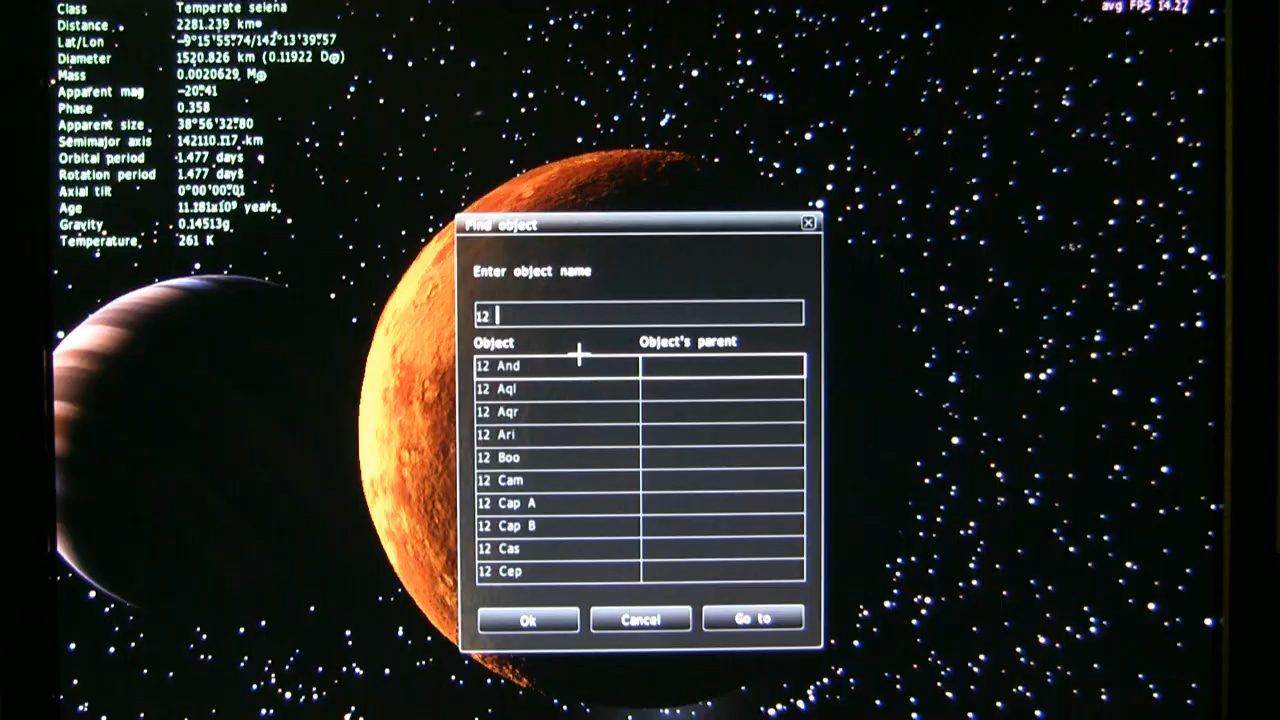 Class Temperate selena
avg FPS 14.27
Distance 2281.239 km
Lat/Lon -9°15'55"74/142°13'39"57
Diameter 1520.826 km (0.11922 D⊕)
Mass 0.0020629 M⊕
Apparent mag -20.41
Phase 0.358
Apparent size 38°56'32"80
Semimajor axis 142110.117 km
Orbital period 1.477 days
Rotation period 1.477 days
Axial tilt 0°00'00"01
Age 11.181x10⁹ years
Gravity 0.14513g
Temperature 261 K
Find object
Enter object name
12
Object Object's parent
12 And
12 Aql
12 Aqr
12 Ari
12 Boo
12 Cam
12 Cap A
12 Cap B
12 Cas
12 Cep
Ok Cancel Go to